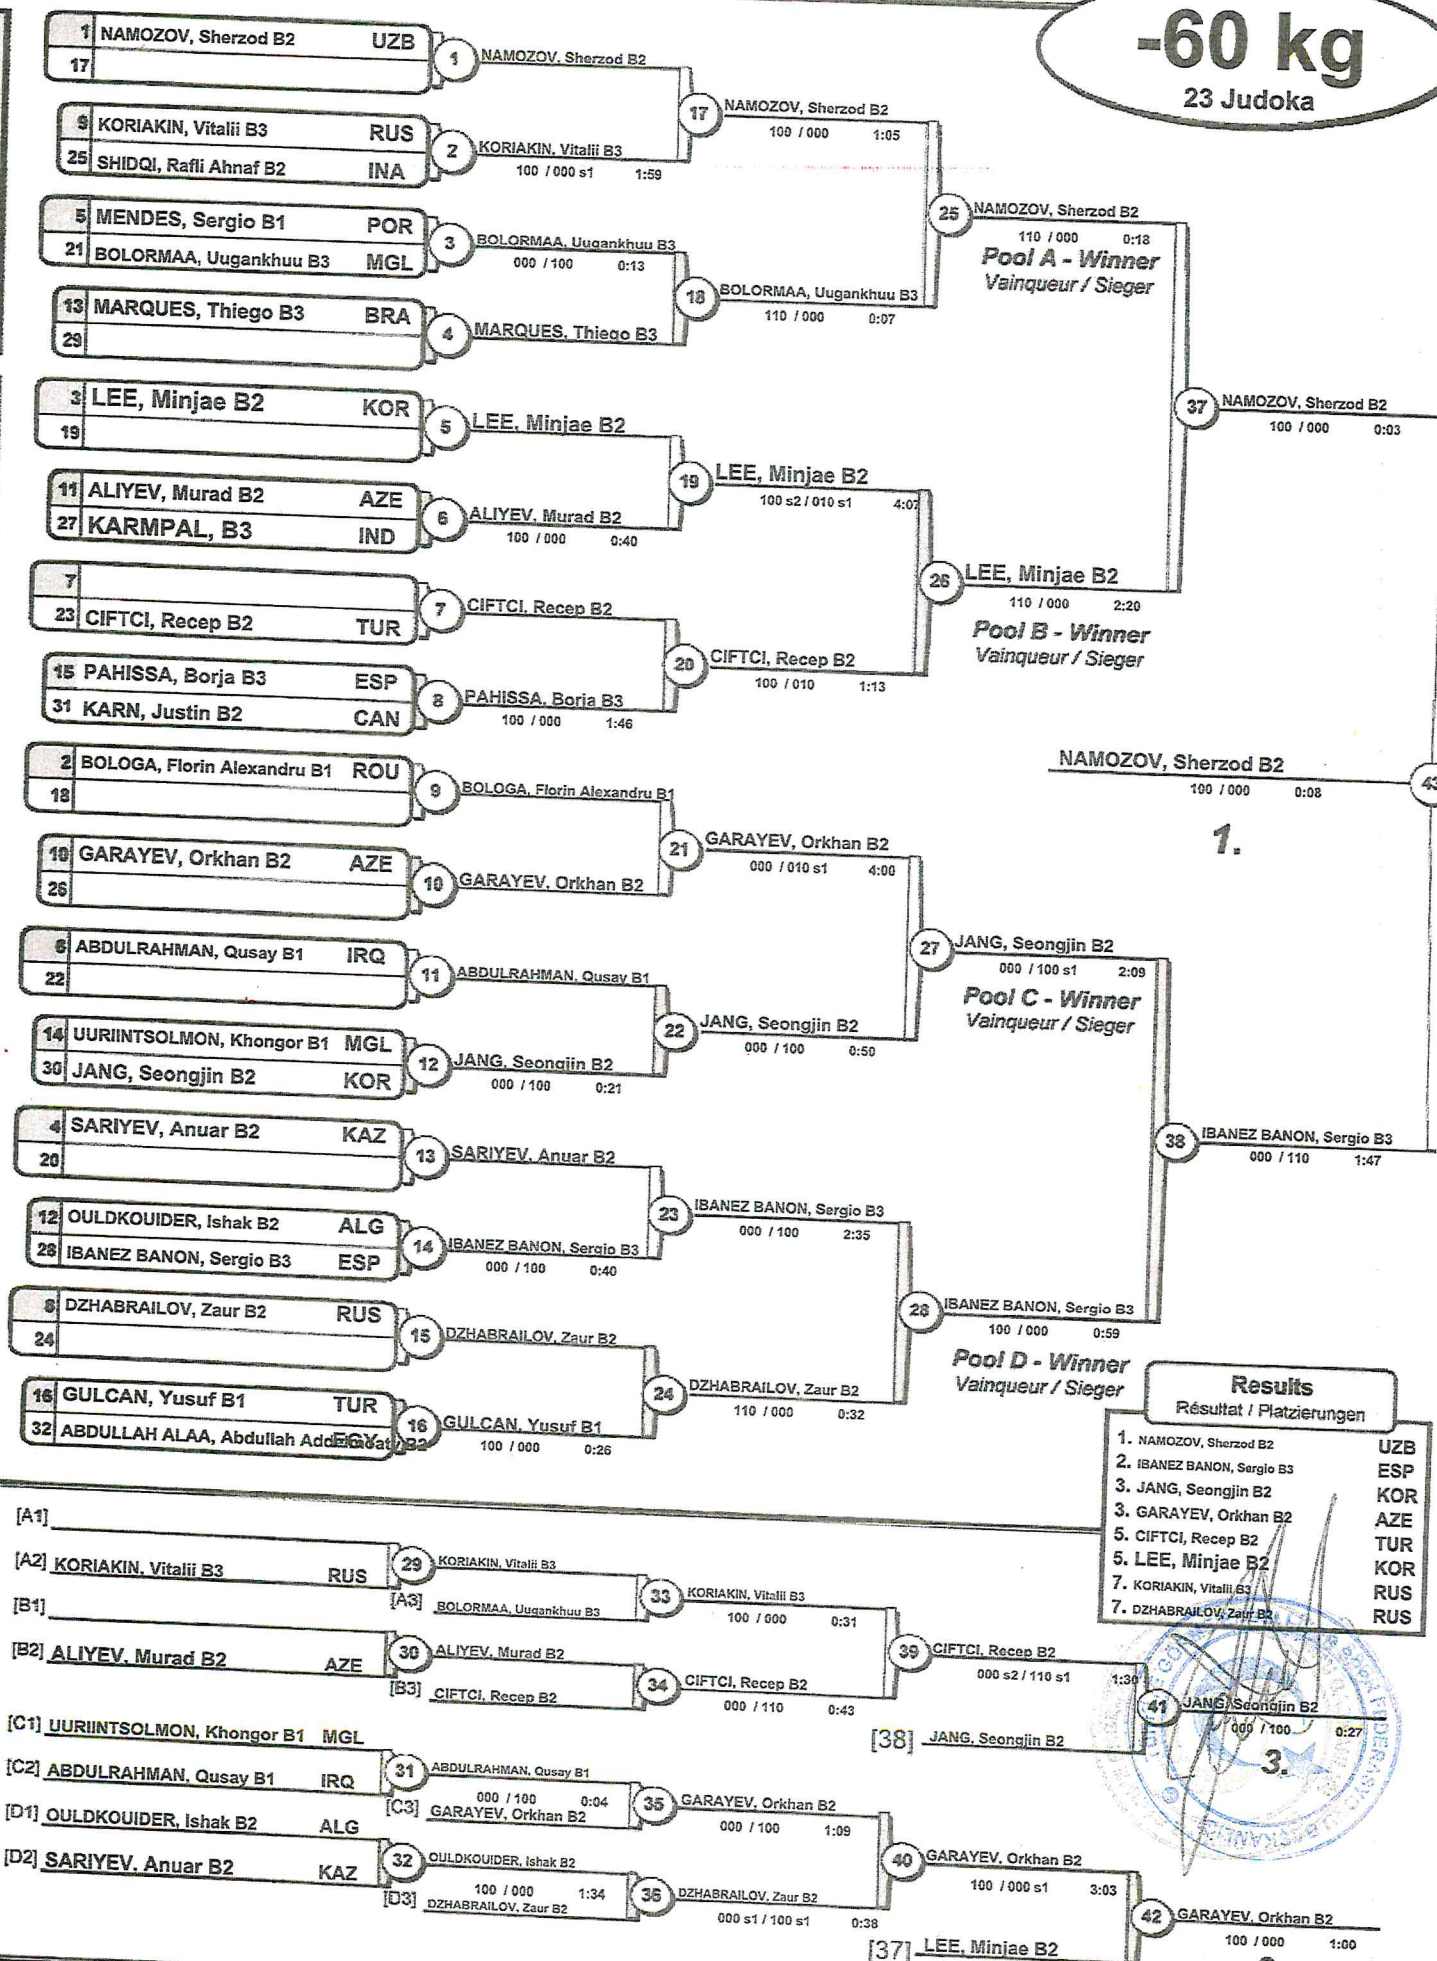 -60 kg
23 Judoka
1 NAMOZOV, Sherzod B2 UZB
17
1 NAMOZOV, Sherzod B2
9 KORIAKIN, Vitalii B3 RUS
25 SHIDQI, Rafli Ahnaf B2 INA
2 KORIAKIN, Vitalii B3
100 / 000 s1 1:59
17 NAMOZOV, Sherzod B2
100 / 000 1:05
5 MENDES, Sergio B1 POR
21 BOLORMAA, Uugankhuu B3 MGL
3 BOLORMAA, Uugankhuu B3
000 / 100 0:13
13 MARQUES, Thiego B3 BRA
29
4 MARQUES, Thiego B3
18 BOLORMAA, Uugankhuu B3
110 / 000 0:07
25 NAMOZOV, Sherzod B2
110 / 000 0:18
Pool A - Winner
Vainqueur / Sieger
3 LEE, Minjae B2 KOR
19
5 LEE, Minjae B2
11 ALIYEV, Murad B2 AZE
27 KARMPAL, B3 IND
6 ALIYEV, Murad B2
100 / 000 0:40
19 LEE, Minjae B2
100 s2 / 010 s1 4:07
7
23 CIFTCI, Recep B2 TUR
7 CIFTCI, Recep B2
15 PAHISSA, Borja B3 ESP
31 KARN, Justin B2 CAN
8 PAHISSA, Borja B3
100 / 000 1:46
20 CIFTCI, Recep B2
100 / 010 1:13
26 LEE, Minjae B2
110 / 000 2:20
Pool B - Winner
Vainqueur / Sieger
37 NAMOZOV, Sherzod B2
100 / 000 0:03
NAMOZOV, Sherzod B2 43
100 / 000 0:08
1.
2 BOLOGA, Florin Alexandru B1 ROU
18
9 BOLOGA, Florin Alexandru B1
10 GARAYEV, Orkhan B2 AZE
26
10 GARAYEV, Orkhan B2
21 GARAYEV, Orkhan B2
000 / 010 s1 4:00
6 ABDULRAHMAN, Qusay B1 IRQ
22
11 ABDULRAHMAN, Qusay B1
14 UURIINTSOLMON, Khongor B1 MGL
30 JANG, Seongjin B2 KOR
12 JANG, Seongjin B2
000 / 100 0:21
22 JANG, Seongjin B2
000 / 100 0:50
27 JANG, Seongjin B2
000 / 100 s1 2:09
Pool C - Winner
Vainqueur / Sieger
4 SARIYEV, Anuar B2 KAZ
20
13 SARIYEV, Anuar B2
12 OULDKOUIDER, Ishak B2 ALG
28 IBANEZ BANON, Sergio B3 ESP
14 IBANEZ BANON, Sergio B3
000 / 100 0:40
23 IBANEZ BANON, Sergio B3
000 / 100 2:35
8 DZHABRAILOV, Zaur B2 RUS
24
15 DZHABRAILOV, Zaur B2
16 GULCAN, Yusuf B1 TUR
32 ABDULLAH ALAA, Abdullah EGY
16 GULCAN, Yusuf B1
100 / 000 0:26
24 DZHABRAILOV, Zaur B2
110 / 000 0:32
28 IBANEZ BANON, Sergio B3
100 / 000 0:59
Pool D - Winner
Vainqueur / Sieger
38 IBANEZ BANON, Sergio B3
000 / 110 1:47
Results
Résultat / Platzierungen
1. NAMOZOV, Sherzod B2 UZB
2. IBANEZ BANON, Sergio B3 ESP
3. JANG, Seongjin B2 KOR
3. GARAYEV, Orkhan B2 AZE
5. CIFTCI, Recep B2 TUR
5. LEE, Minjae B2 KOR
7. KORIAKIN, Vitalii B3 RUS
7. DZHABRAILOV, Zaur B2 RUS
[A1]
[A2] KORIAKIN, Vitalii B3 RUS
29 KORIAKIN, Vitalii B3
[A3] BOLORMAA, Uugankhuu B3
33 KORIAKIN, Vitalii B3
100 / 000 0:31
[B1]
[B2] ALIYEV, Murad B2 AZE
30 ALIYEV, Murad B2
[B3] CIFTCI, Recep B2
34 CIFTCI, Recep B2
000 / 110 0:43
39 CIFTCI, Recep B2
000 s2 / 110 s1 1:30
[38] JANG, Seongjin B2
41 JANG, Seongjin B2
000 / 100 0:27
3.
[C1] UURIINTSOLMON, Khongor B1 MGL
[C2] ABDULRAHMAN, Qusay B1 IRQ
31 ABDULRAHMAN, Qusay B1
000 / 100 0:04
[C3] GARAYEV, Orkhan B2
35 GARAYEV, Orkhan B2
000 / 100 1:09
[D1] OULDKOUIDER, Ishak B2 ALG
[D2] SARIYEV, Anuar B2 KAZ
32 OULDKOUIDER, Ishak B2
100 / 000 1:34
[D3] DZHABRAILOV, Zaur B2
36 DZHABRAILOV, Zaur B2
000 s1 / 100 s1 0:38
40 GARAYEV, Orkhan B2
100 / 000 s1 3:03
[37] LEE, Minjae B2
42 GARAYEV, Orkhan B2
100 / 000 1:00